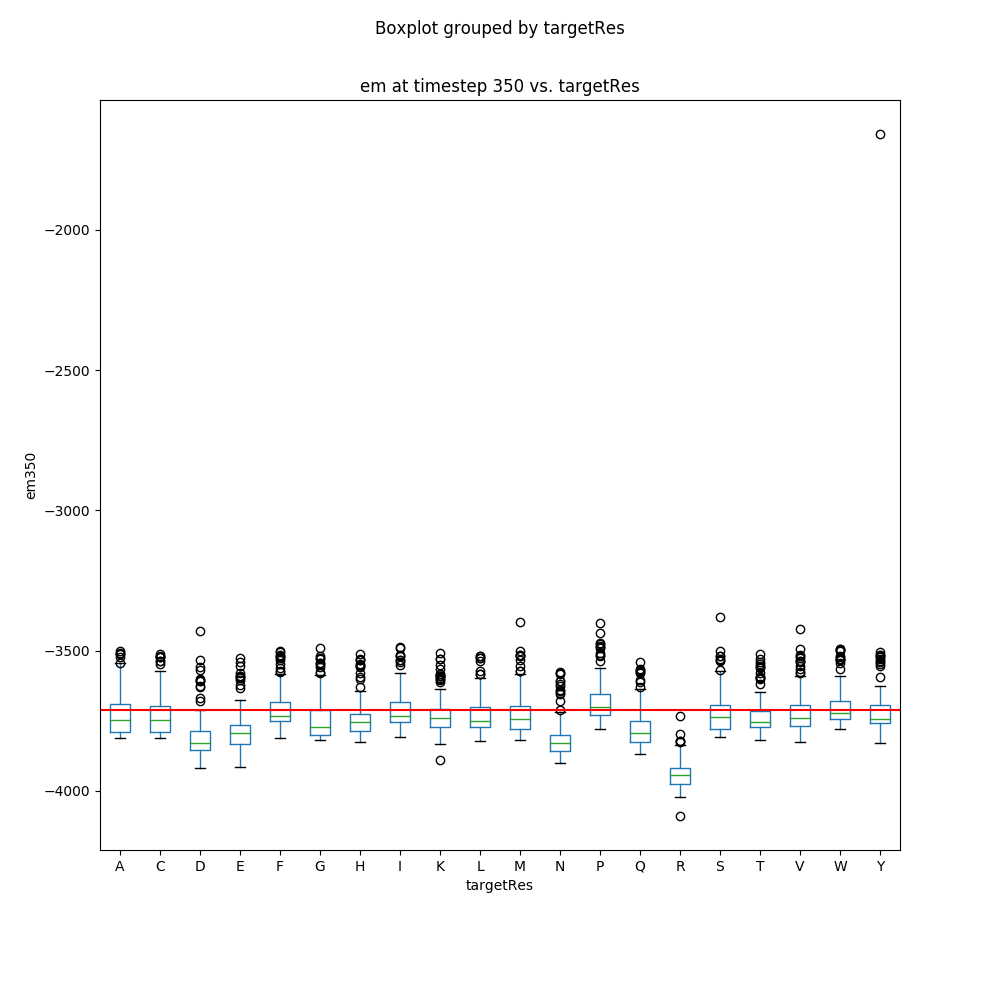 Boxplot grouped by targetRes
em at timestep 350 vs. targetRes
−2000
−2500
−3000
−3500
−4000
em350
A C D E F G H I K L M N P Q R S T V W Y
targetRes